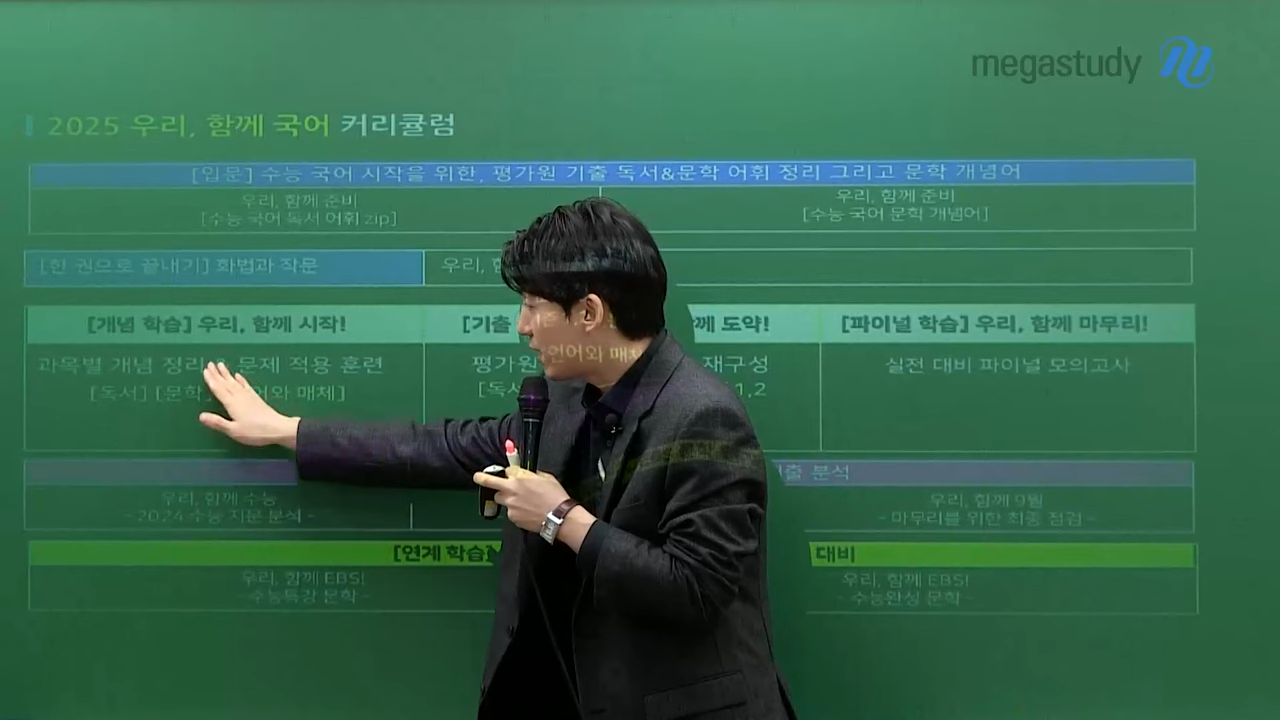 megastudy
2025 우리, 함께 국어 커리큘럼
[입문] 수능 국어 시작을 위한, 평가원 기출 독서&문학 어휘 정리 그리고 문학 개념어
우리, 함께 준비
[수능 국어 독서 어휘 zip]
우리, 함께 준비
[수능 국어 문학 개념어]
[한 권으로 끝내기] 화법과 작문
우리,
언어와 매체
[개념 학습] 우리, 함께 시작!
과목별 개념 정리 문제 적용 훈련
[독서] [문학 매체]
[기출 도약!
평가원 재구성
1,2
[파이널 학습] 우리, 함께 마무리!
실전 대비 파이널 모의고사
분석
우리, 함께 수능
- 2024 수능 지문 분석 -
우리, 함께 9월
- 마무리를 위한 최종 점검 -
[연계 학습] 대비
우리, 함께 EBS!
- 수능특강 문학 -
우리, 함께 EBS!
- 수능완성 문학 -